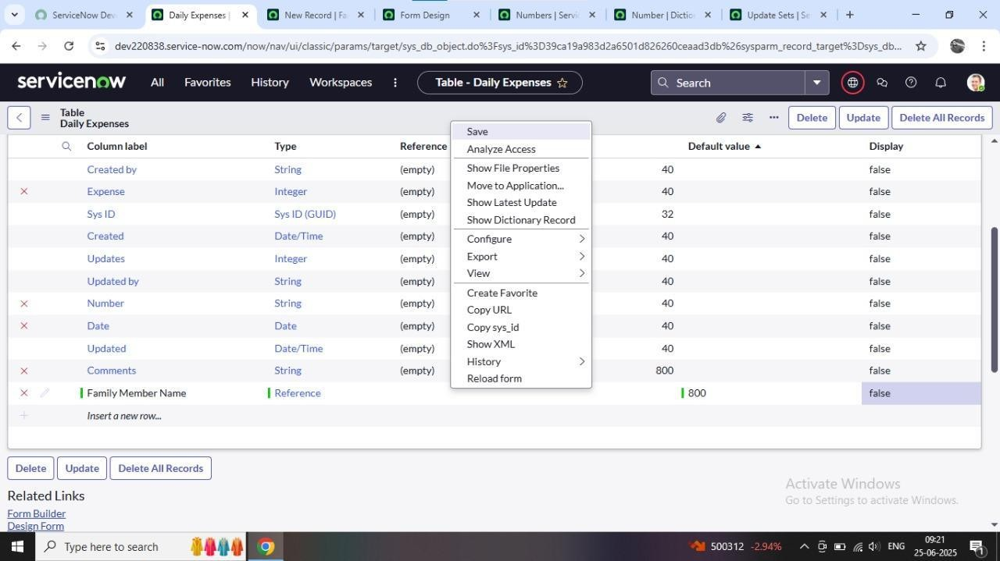 ServiceNow Dev
Daily Expenses |
New Record | Fa
Form Design
Numbers | Servic
Number | Diction
Update Sets | Se
dev220838.service-now.com/now/nav/ui/classic/params/target/sys_db_object.do%3Fsys_id%3D39ca19a983d2a6501d826260ceaad3db%26sysparm_record_target%3Dsys_db...
servicenow
All
Favorites
History
Workspaces
Table - Daily Expenses
Search
Table
Daily Expenses
Delete
Update
Delete All Records
Column label
Type
Reference
Default value
Display
Created by String (empty) 40 false
Expense Integer (empty) 40 false
Sys ID Sys ID (GUID) (empty) 32 false
Created Date/Time (empty) 40 false
Updates Integer (empty) 40 false
Updated by String (empty) 40 false
Number String (empty) 40 false
Date Date (empty) 40 false
Updated Date/Time (empty) 40 false
Comments String (empty) 800 false
Family Member Name Reference 800 false
Insert a new row...
Save
Analyze Access
Show File Properties
Move to Application...
Show Latest Update
Show Dictionary Record
Configure
Export
View
Create Favorite
Copy URL
Copy sys_id
Show XML
History
Reload form
Delete
Update
Delete All Records
Related Links
Form Builder
Design Form
Activate Windows
Go to Settings to activate Windows.
Type here to search
500312 -2.94%
ENG
09:21
25-06-2025
1